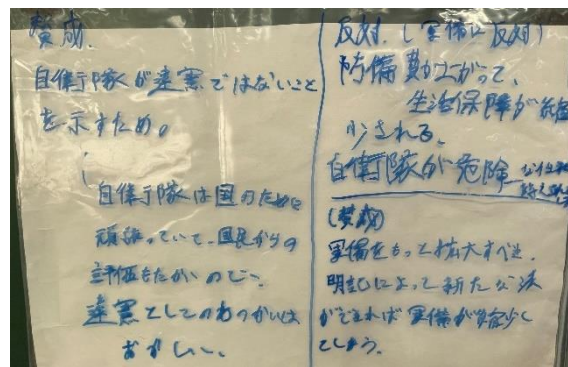 賛成.
自衛隊が違憲ではないこと
を示すため。
自衛隊は国のために
頑張っていて、国民からの
評価もたかいので、
違憲としてのあつかいは
おかしい。
反対.(実備に反対)
防備費が上がって、
生活保障が
少される、
自衛隊が危険
(賛成)
実備をもって拡大すべき.
明記によって新たな法
ができれば実備が減少し
てしまう。